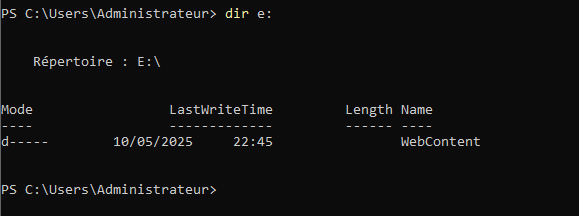 PS C:\Users\Administrateur> dir e:
Répertoire : E:\
Mode                 LastWriteTime         Length Name
----                 -------------         ------ ----
d-----        10/05/2025     22:45                WebContent
PS C:\Users\Administrateur>